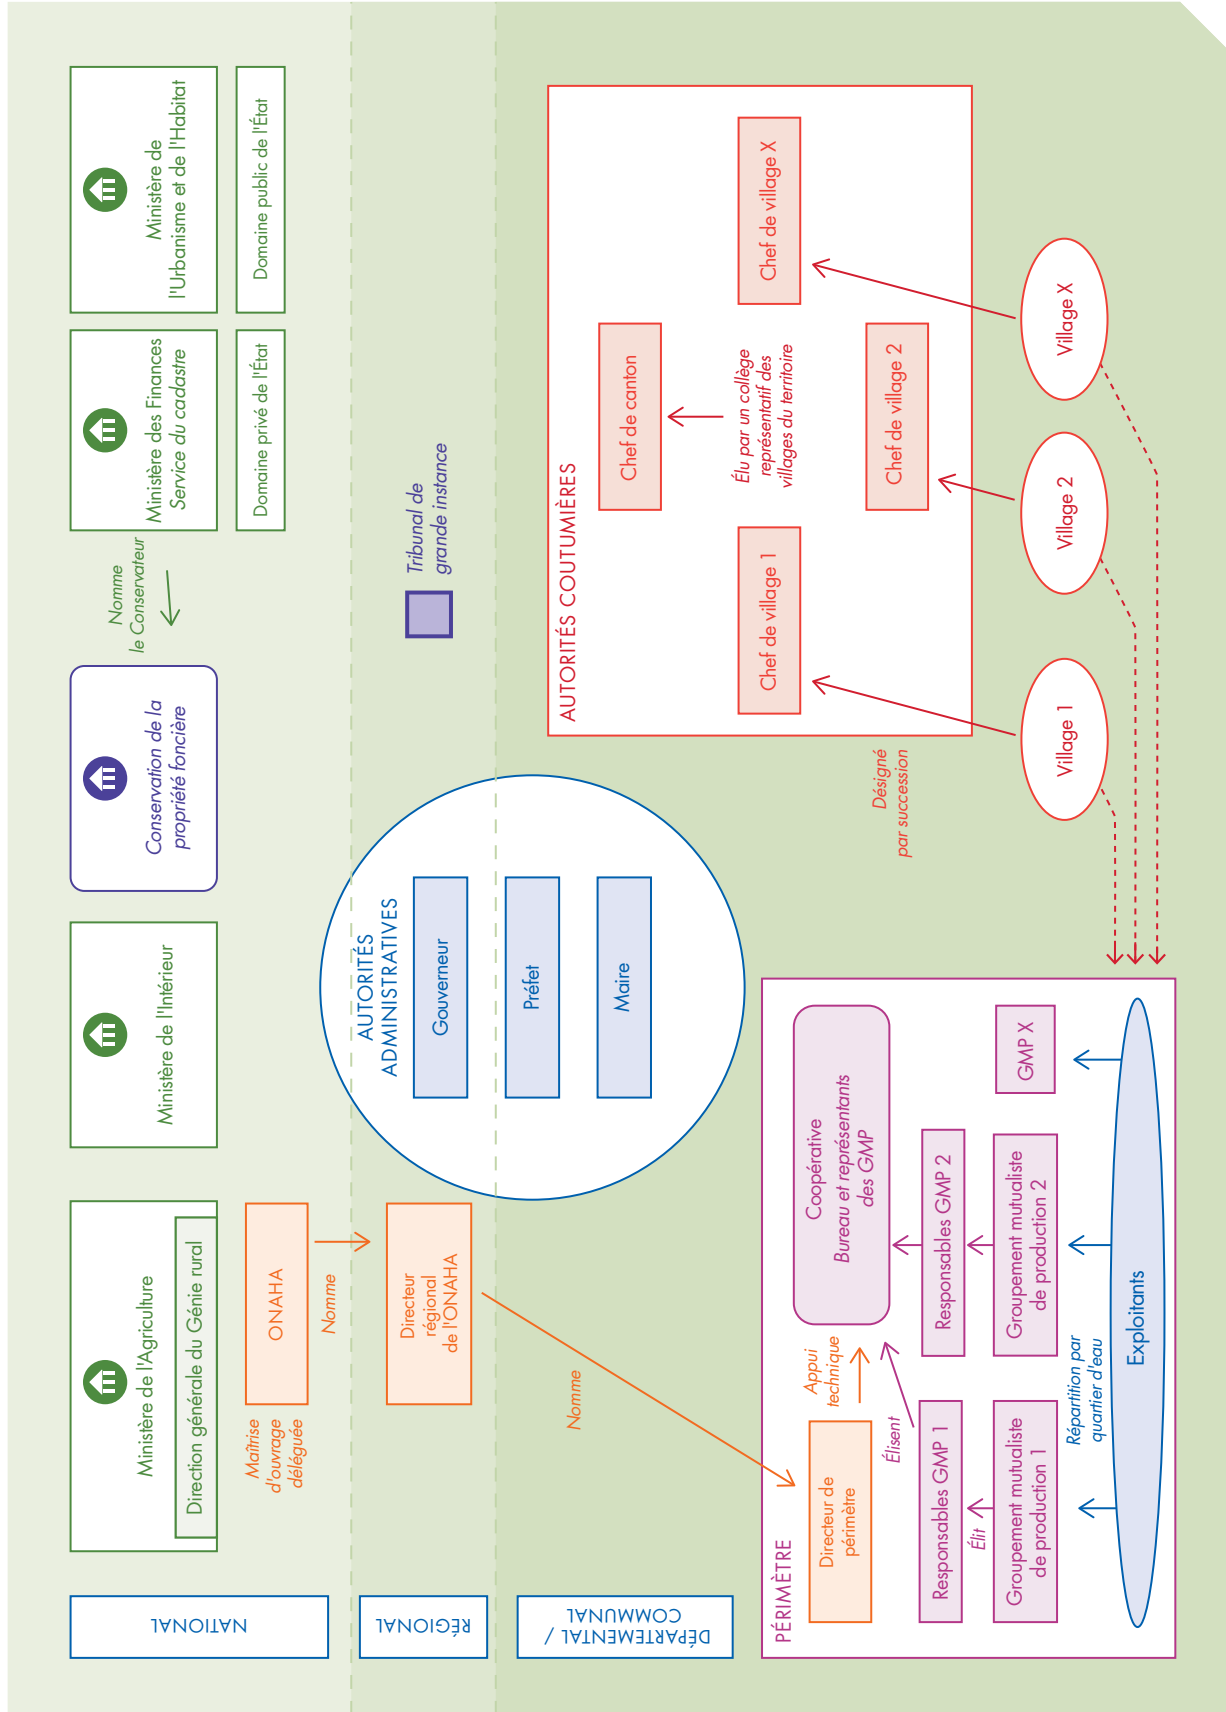 NATIONAL
Ministère de l'Agriculture
Direction générale du Génie rural
Ministère de l'Intérieur
Conservation de la
propriété foncière
Nomme
le Conservateur
Ministère des Finances
Service du cadastre
Domaine privé de l'État
Ministère de
l'Urbanisme et de l'Habitat
Domaine public de l'État
Maîtrise
d'ouvrage
déléguée
ONAHA
Nomme
RÉGIONAL
Directeur
régional
de l'ONAHA
AUTORITÉS
ADMINISTRATIVES
Gouverneur
Préfet
Maire
Tribunal de
grande instance
DÉPARTEMENTAL /
COMMUNAL
Nomme
AUTORITÉS COUTUMIÈRES
Chef de canton
Élu par un collège
représentatif des
villages du territoire
Chef de village 1
Chef de village 2
Chef de village X
Désigné
par succession
Village 1
Village 2
Village X
PÉRIMÈTRE
Directeur de
périmètre
Appui
technique
Coopérative
Bureau et représentants
des GMP
Élisent
Responsables GMP 1
Responsables GMP 2
Élit
Groupement mutualiste
de production 1
Groupement mutualiste
de production 2
GMP X
Répartition par
quartier d'eau
Exploitants